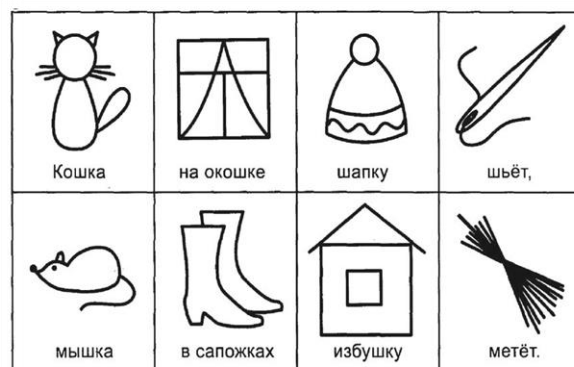 Кошка на окошке шапку шьёт,
мышка в сапожках избушку метёт.